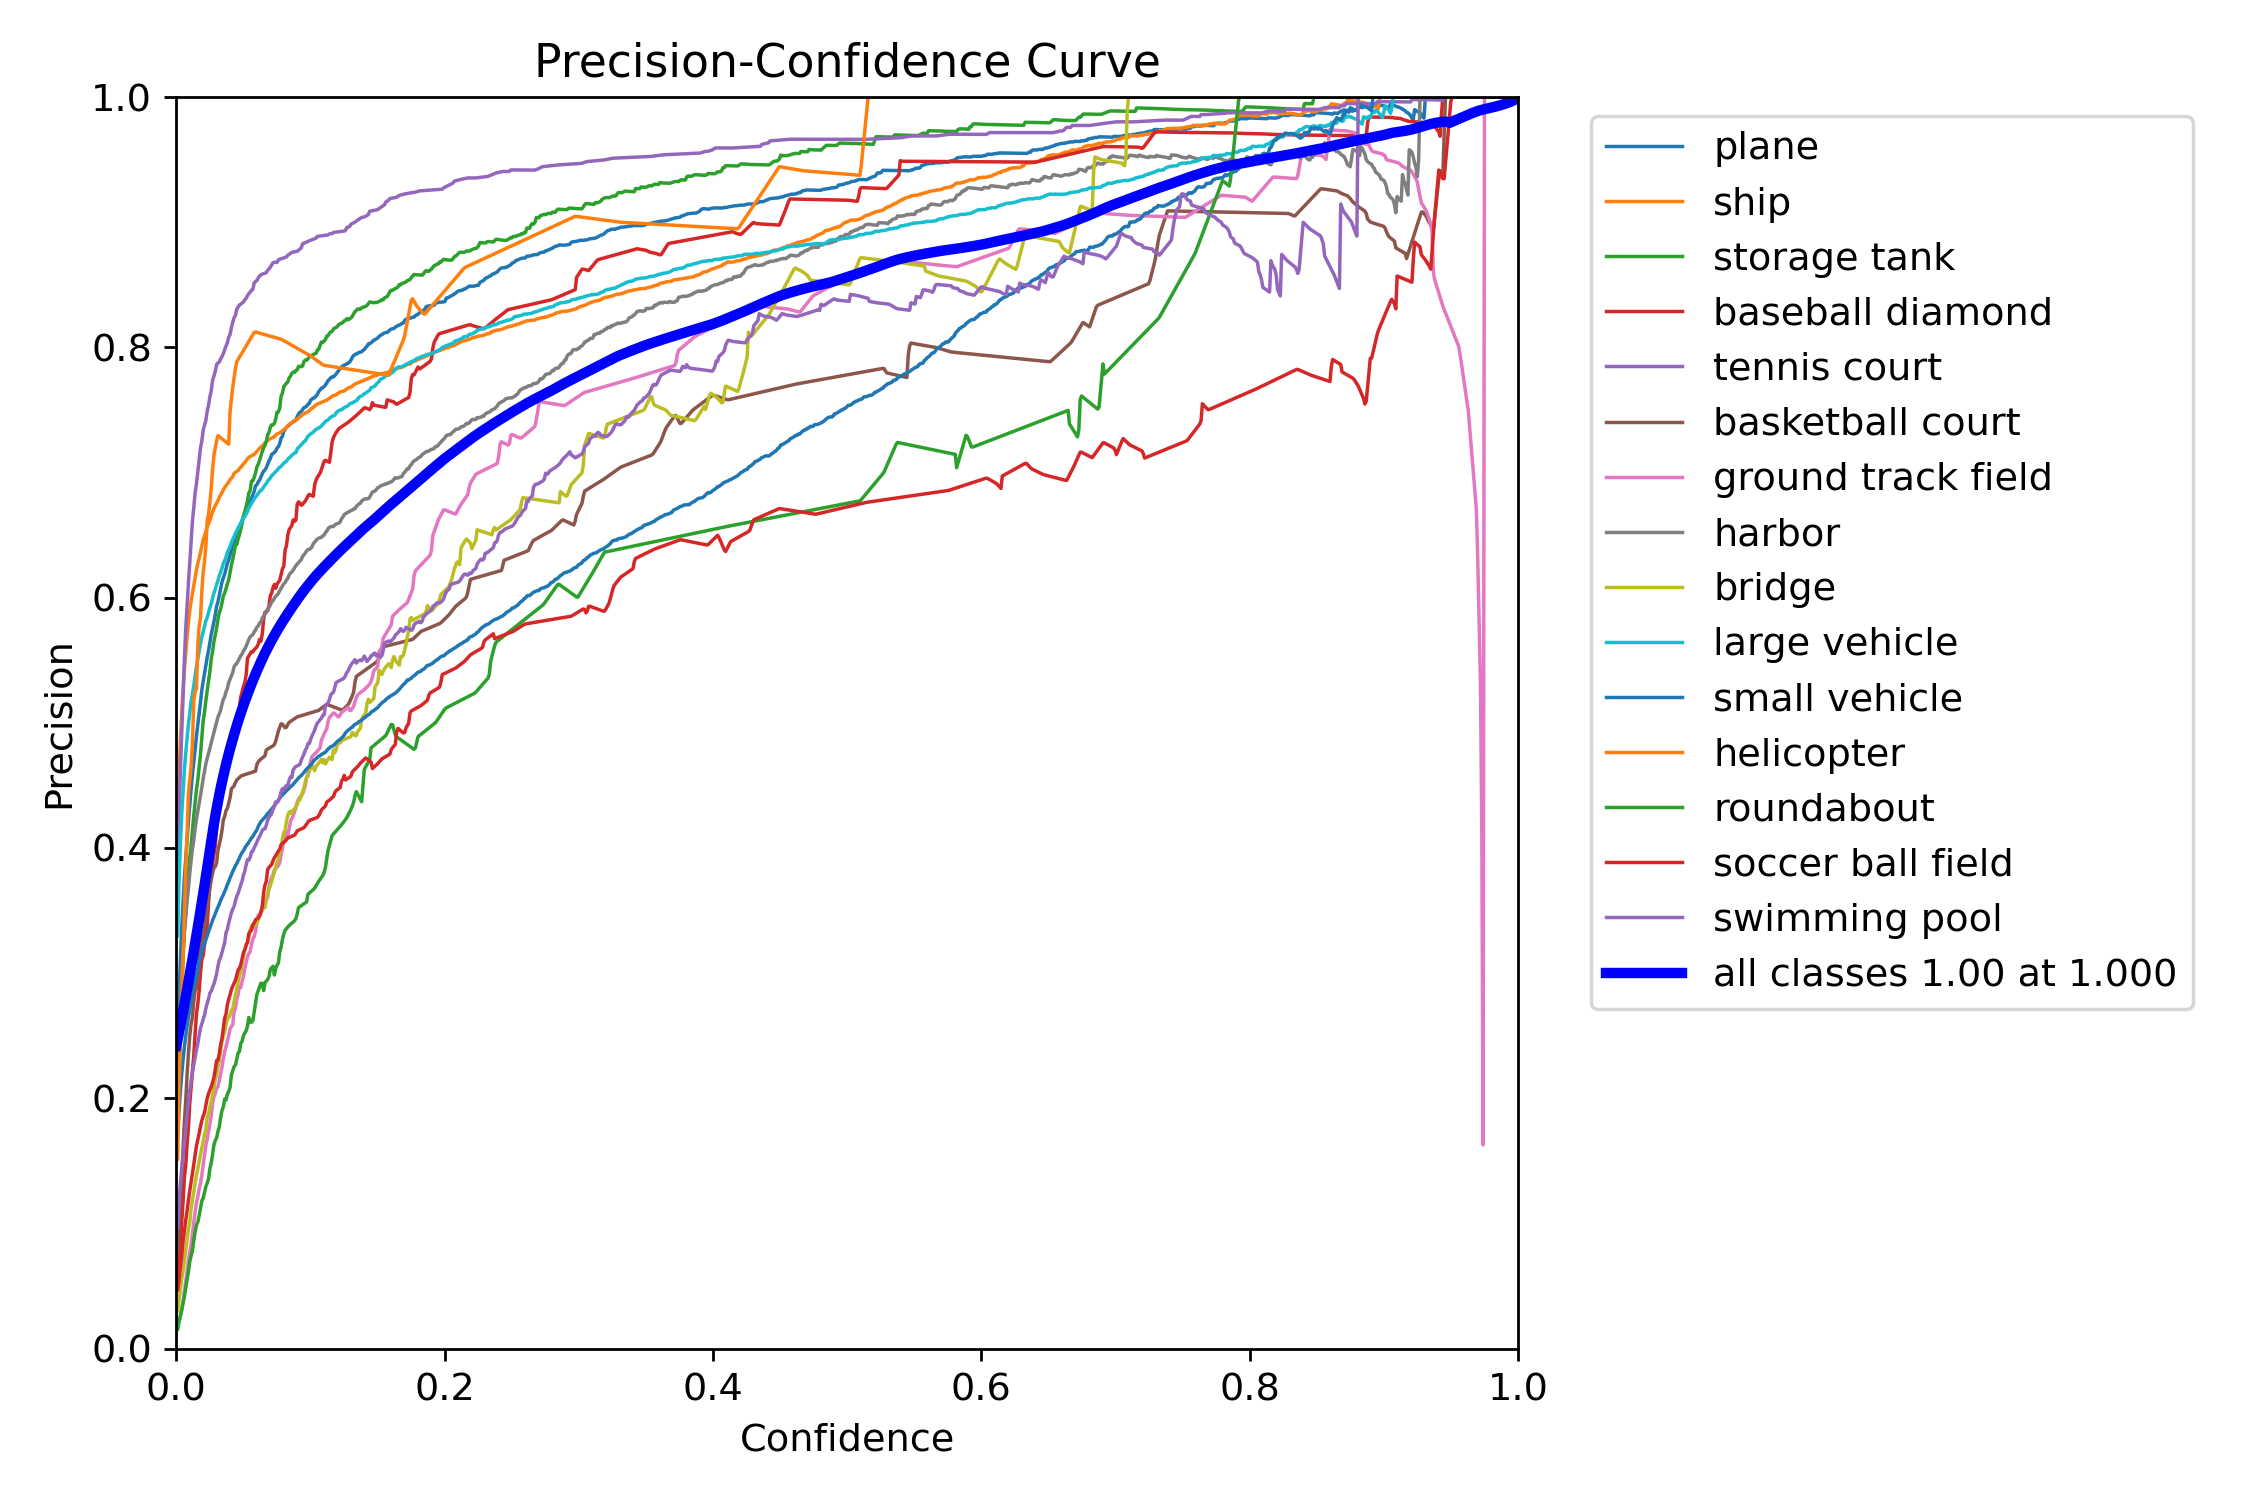 Precision-Confidence Curve
1.0
0.8
0.6
0.4
0.2
0.0
Precision
0.0 0.2 0.4 0.6 0.8 1.0
Confidence
plane
ship
storage tank
baseball diamond
tennis court
basketball court
ground track field
harbor
bridge
large vehicle
small vehicle
helicopter
roundabout
soccer ball field
swimming pool
all classes 1.00 at 1.000